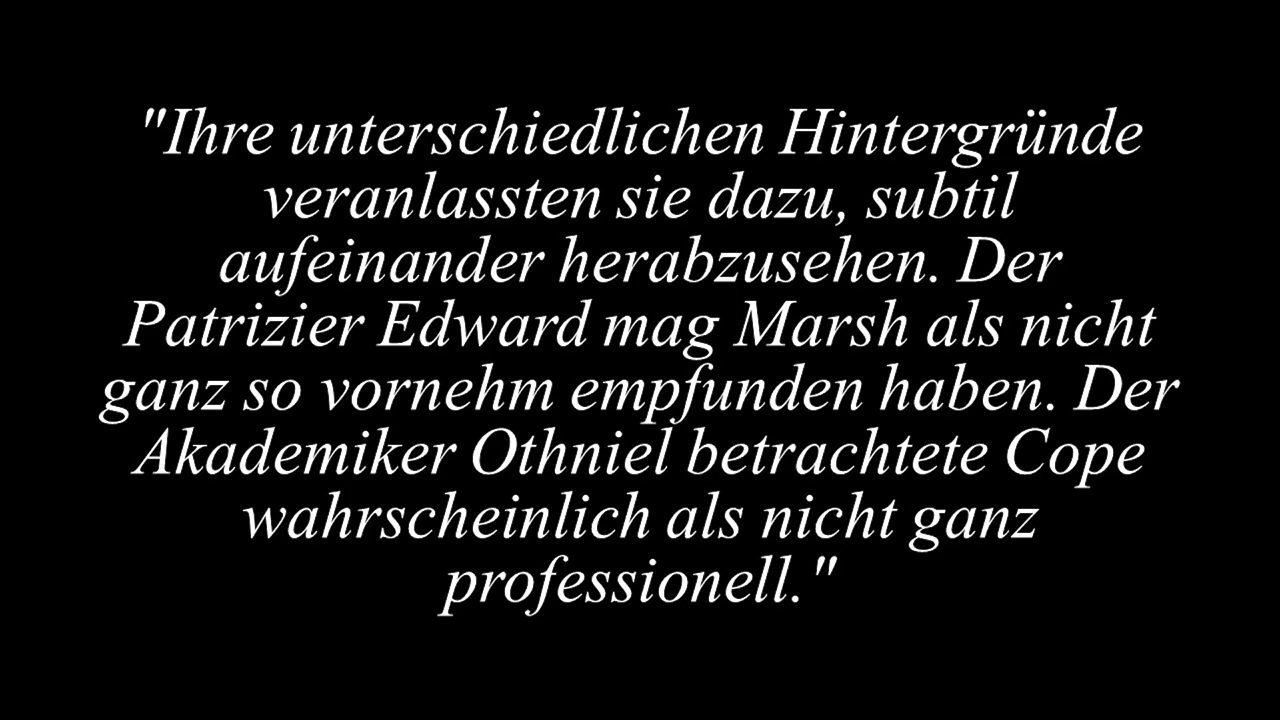 "Ihre unterschiedlichen Hintergründe
veranlassten sie dazu, subtil
aufeinander herabzusehen. Der
Patrizier Edward mag Marsh als nicht
ganz so vornehm empfunden haben. Der
Akademiker Othniel betrachtete Cope
wahrscheinlich als nicht ganz
professionell."